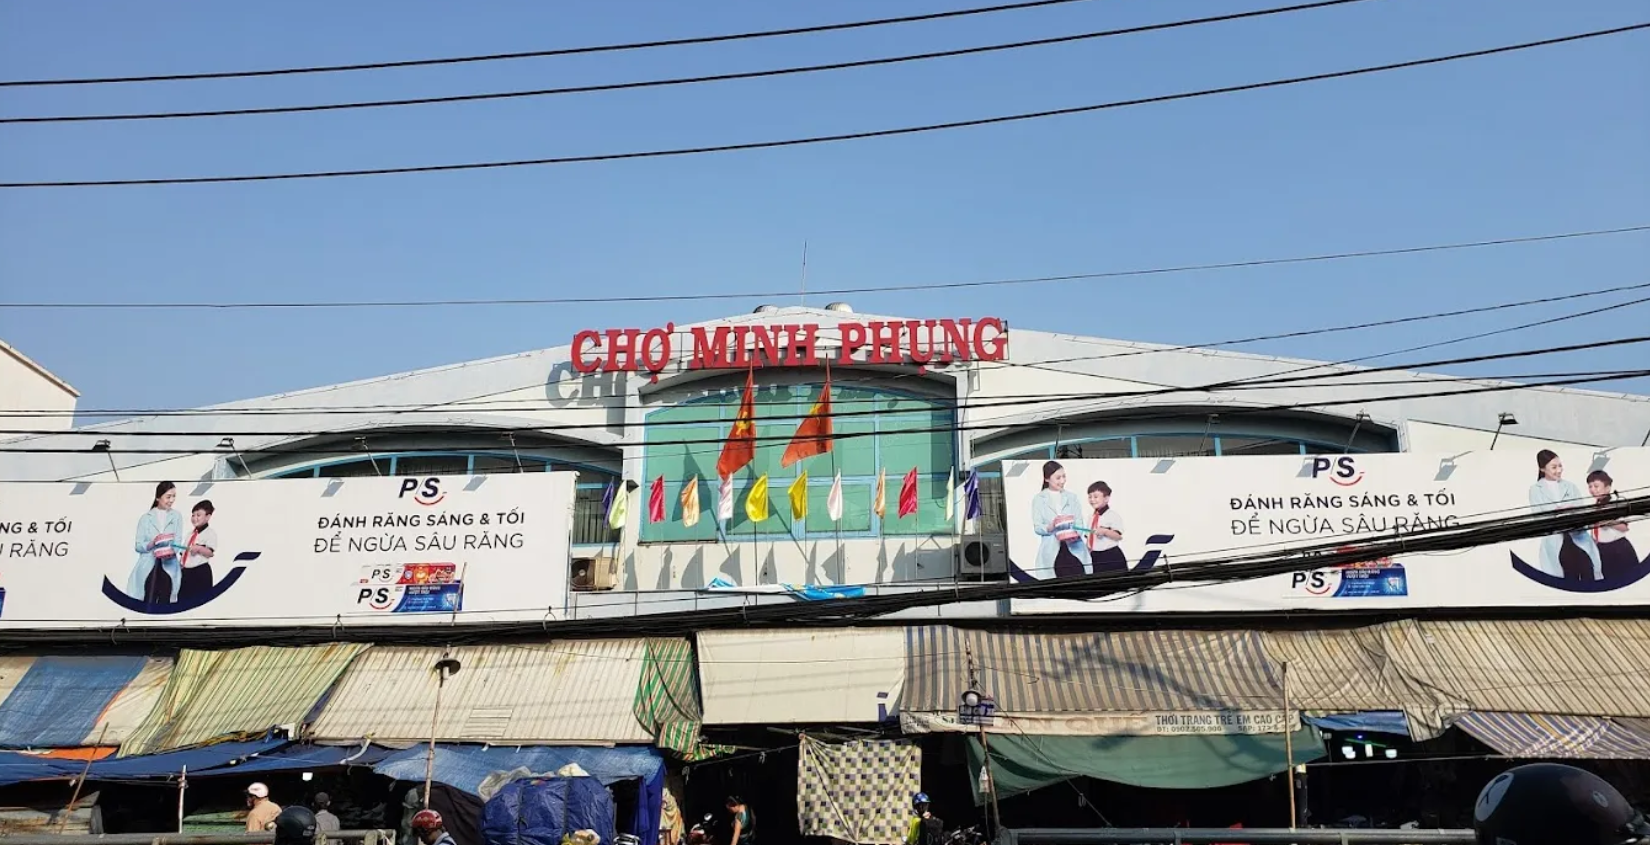 CHỢ MINH PHỤNG
NG & TỐI
RĂNG
P/S
ĐÁNH RĂNG SÁNG & TỐI
ĐỂ NGỪA SÂU RĂNG
P/S
P/S
P/S
ĐÁNH RĂNG SÁNG & TỐI
ĐỂ NGỪA SÂU RĂNG
P/S
THỜI TRANG TRẺ EM CAO CẤP